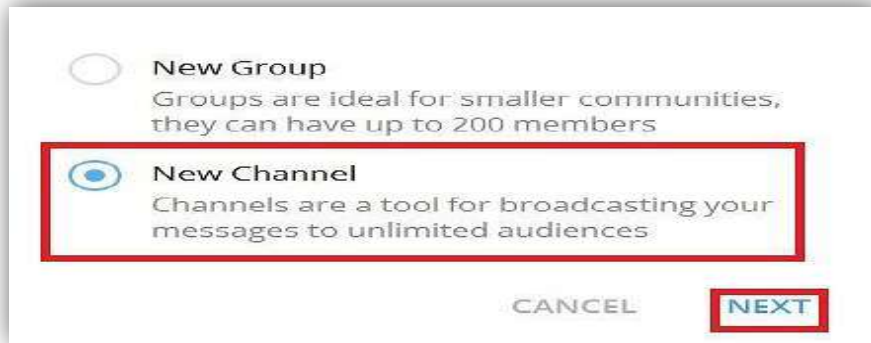 New Group
Groups are ideal for smaller communities,
they can have up to 200 members
New Channel
Channels are a tool for broadcasting your
messages to unlimited audiences
CANCEL
NEXT